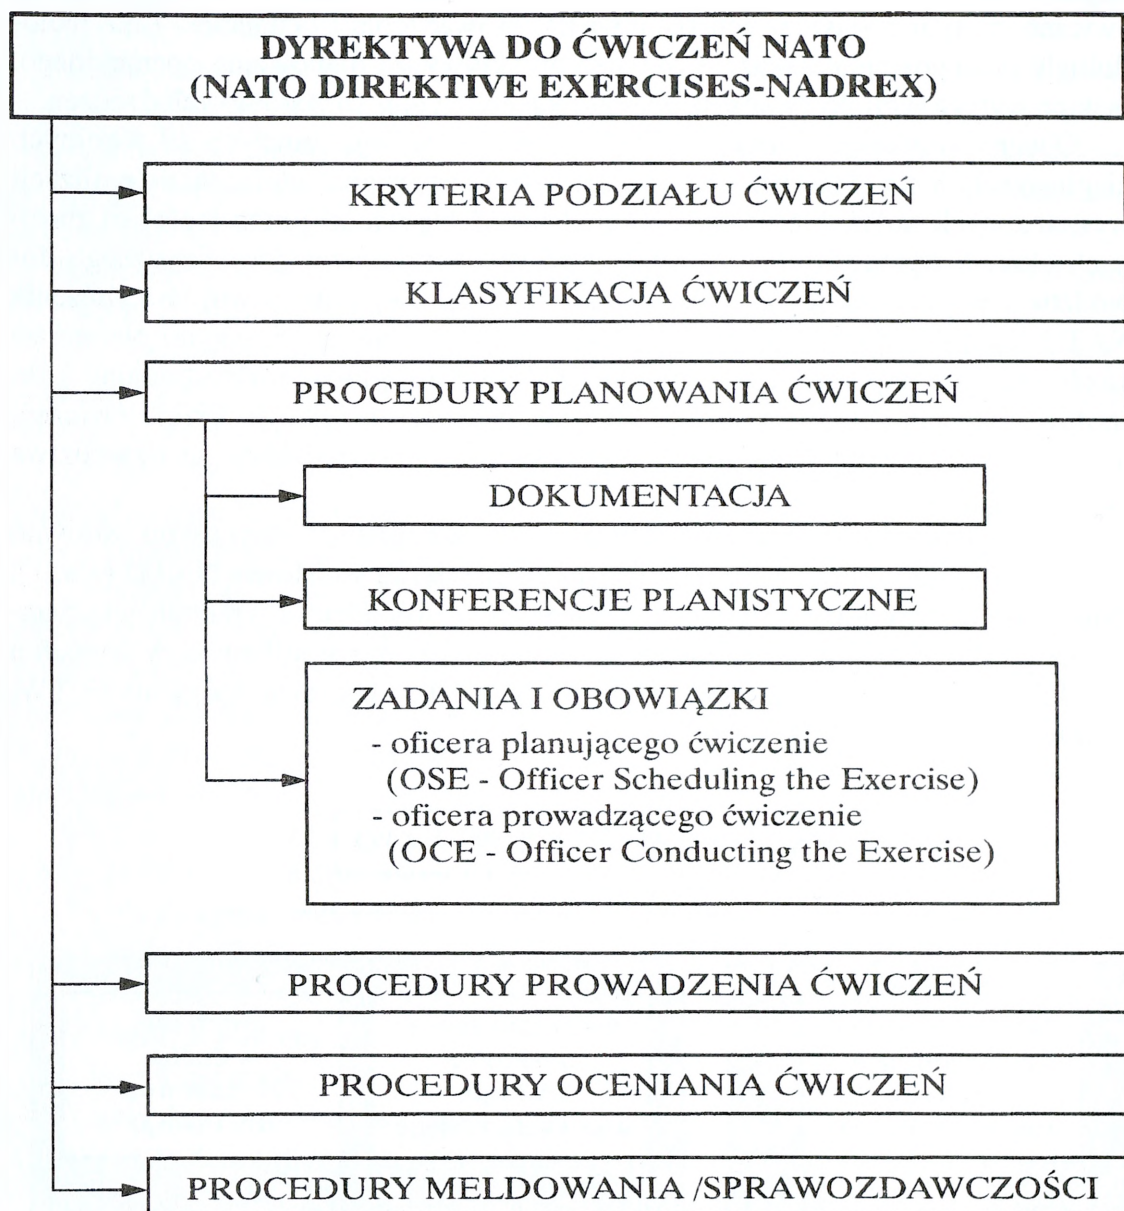 DYREKTYWA DO ĆWICZEŃ NATO
(NATO DIREKTIVE EXERCISES-NADREX)
KRYTERIA PODZIAŁU ĆWICZEŃ
KLASYFIKACJA ĆWICZEŃ
PROCEDURY PLANOWANIA ĆWICZEŃ
DOKUMENTACJA
KONFERENCJE PLANISTYCZNE
ZADANIA I OBOWIĄZKI
- oficera planującego ćwiczenie
(OSE - Officer Scheduling the Exercise)
- oficera prowadzącego ćwiczenie
(OCE - Officer Conducting the Exercise)
PROCEDURY PROWADZENIA ĆWICZEŃ
PROCEDURY OCENIANIA ĆWICZEŃ
PROCEDURY MELDOWANIA /SPRAWOZDAWCZOŚCI